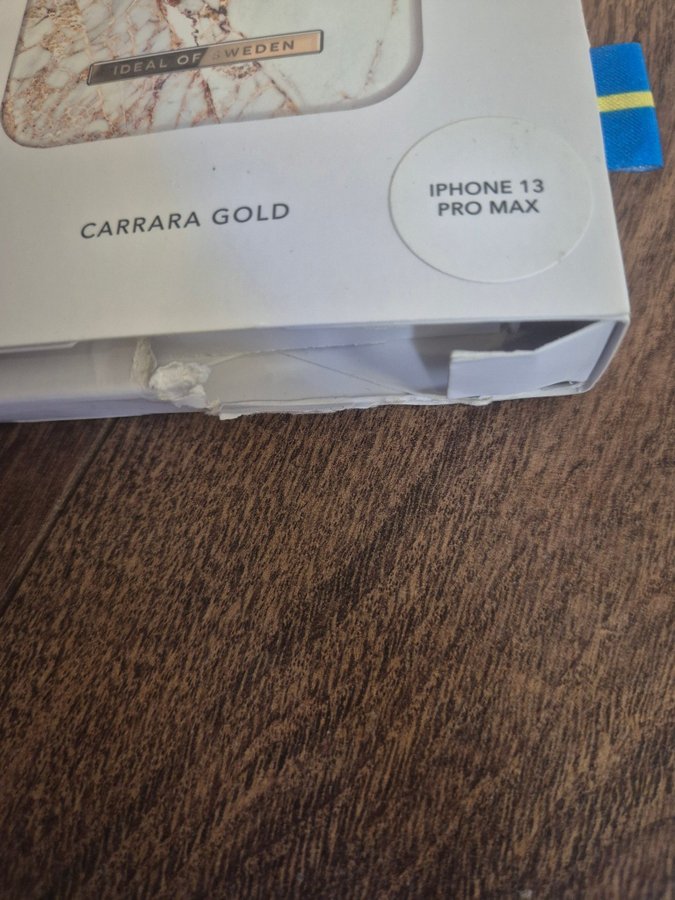 IDEAL OF SWEDEN
IPHONE 13
PRO MAX
CARRARA GOLD